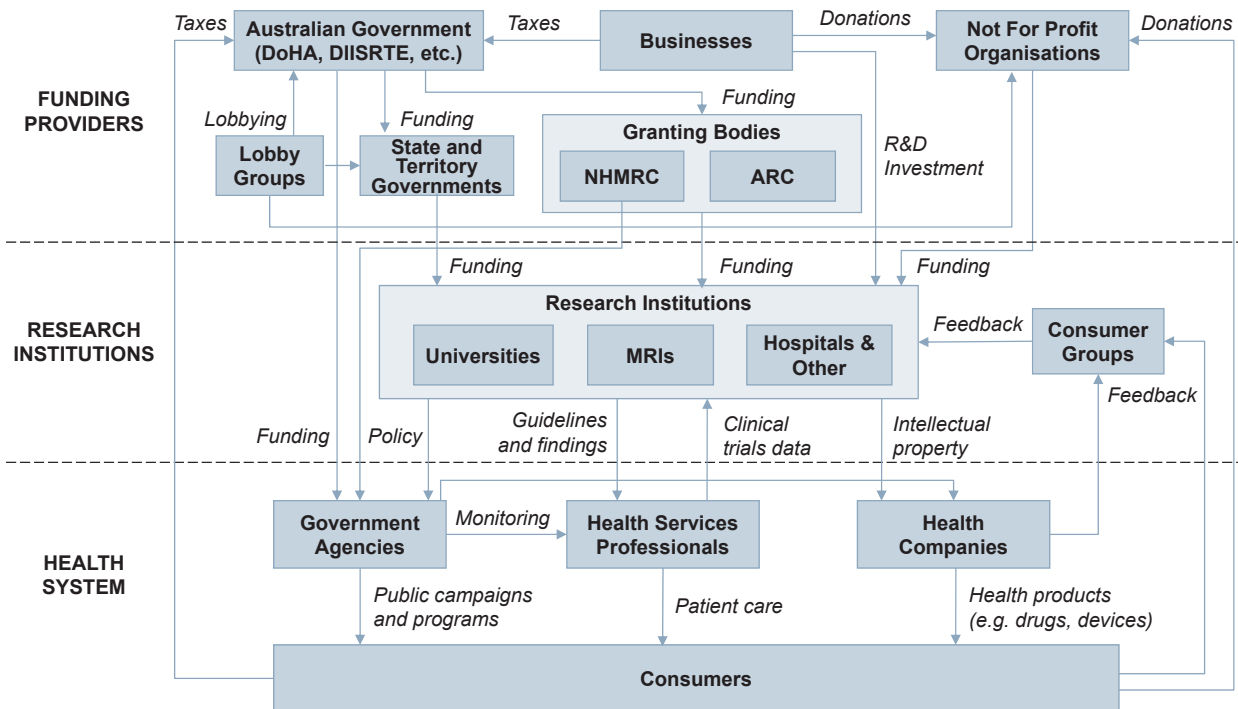 Taxes
Australian Government
(DoHA, DIISRTE, etc.)
Taxes
Businesses
Donations
Not For Profit
Organisations
Donations
FUNDING
PROVIDERS
Lobbying
Funding
Funding
Lobby
Groups
State and
Territory
Governments
Granting Bodies
NHMRC
ARC
R&D
Investment
Funding
Funding
Funding
RESEARCH
INSTITUTIONS
Research Institutions
Universities
MRIs
Hospitals &
Other
Feedback
Consumer
Groups
Feedback
Funding
Policy
Guidelines
and findings
Clinical
trials data
Intellectual
property
HEALTH
SYSTEM
Government
Agencies
Monitoring
Health Services
Professionals
Health
Companies
Public campaigns
and programs
Patient care
Health products
(e.g. drugs, devices)
Consumers